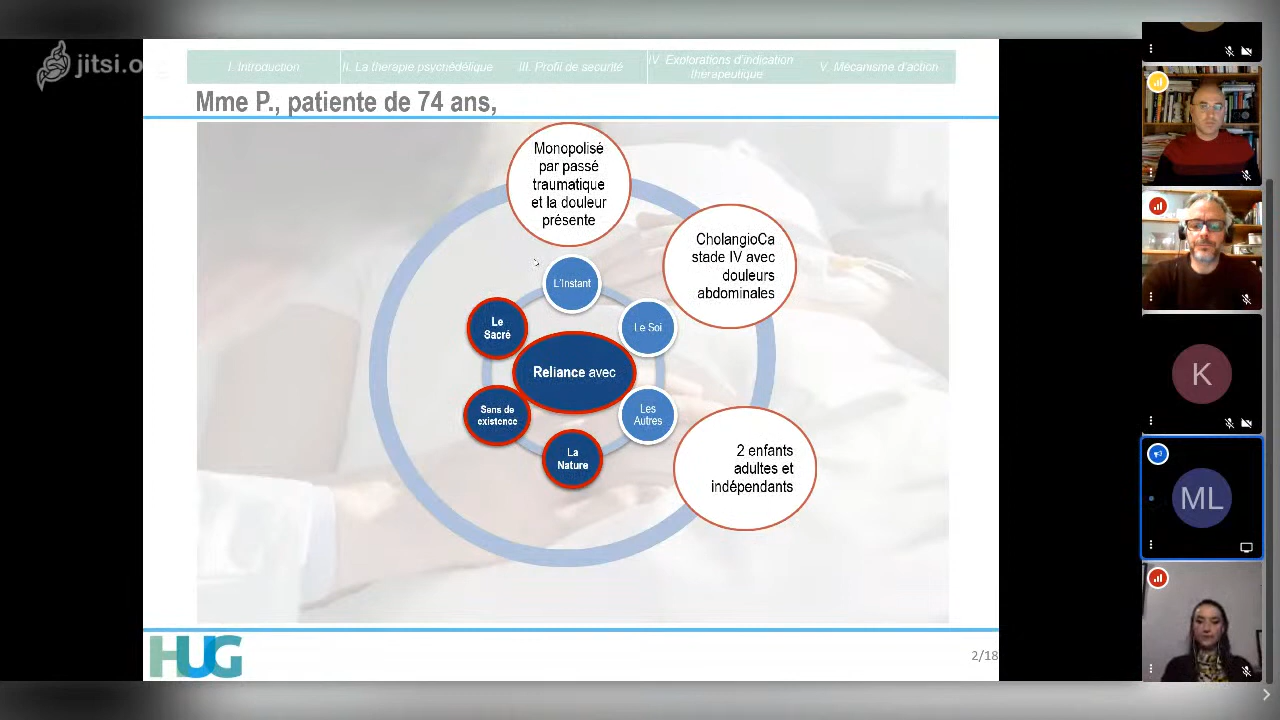 jitsi.o
I. Introduction
II. La thérapie psychédélique
III. Profil de sécurité
IV Explorations d'indication
thérapeutique
V. Mécanisme d'action
Mme P., patiente de 74 ans,
Monopolisé
par passé
traumatique
et la douleur
présente
CholangioCa
stade IV avec
douleurs
abdominales
L'Instant
Le
Sacré
Le Soi
Reliance avec
Sens de
existence
Les
Autres
La
Nature
2 enfants
adultes et
indépendants
K
ML
HUG
2/18